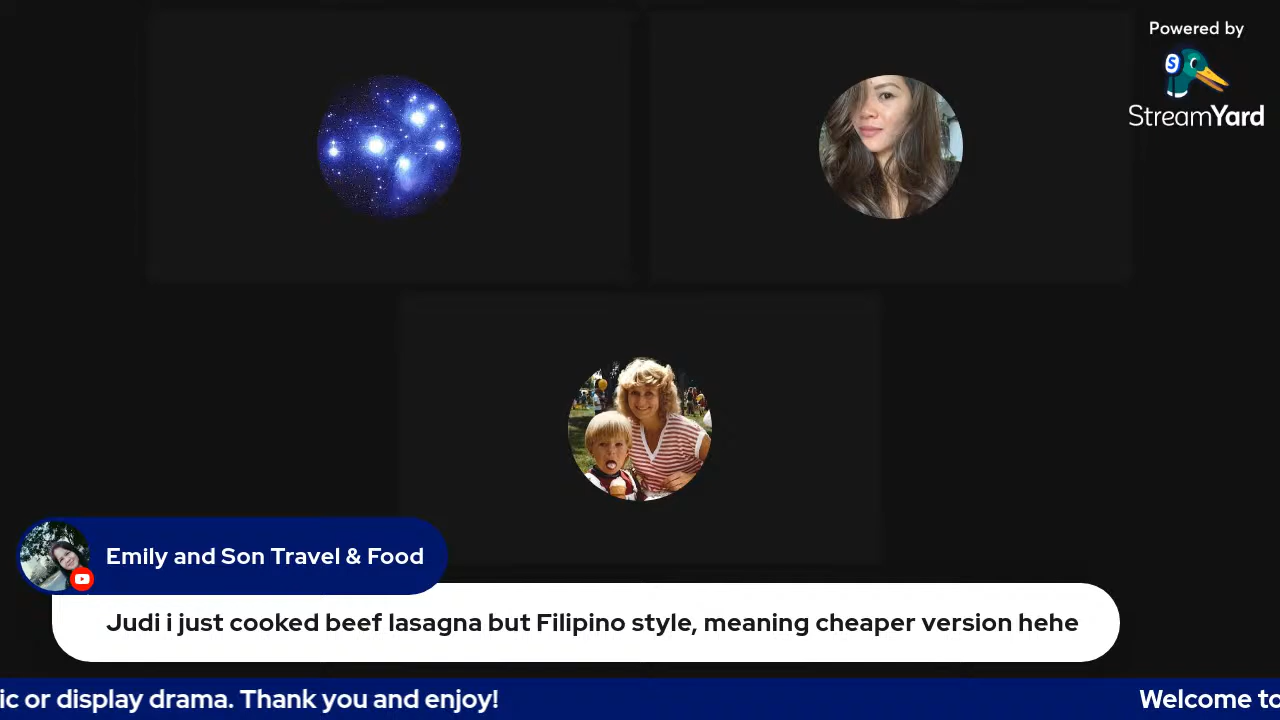 Powered by
StreamYard
Emily and Son Travel & Food
Judi i just cooked beef lasagna but Filipino style, meaning cheaper version hehe
ic or display drama. Thank you and enjoy!
Welcome to